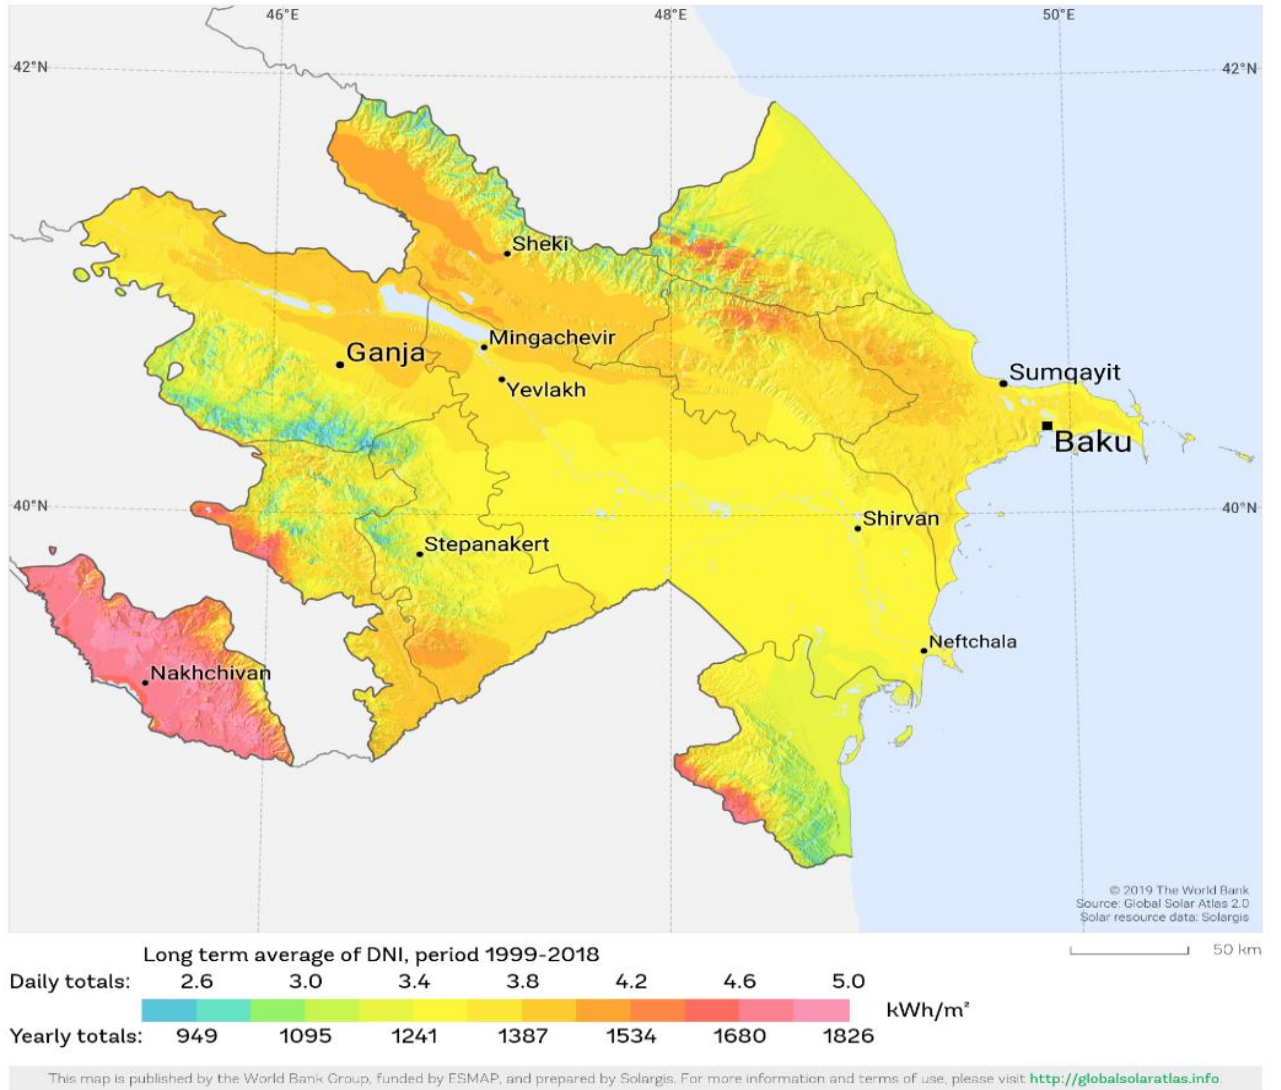 46°E 48°E 50°E
42°N 42°N
Sheki
Mingachevir
Ganja
Sumqayit
Yevlakh
Baku
40°N 40°N
Shirvan
Stepanakert
Neftchala
Nakhchivan
© 2019 The World Bank
Source: Global Solar Atlas 2.0
Solar resource data: Solargis
Long term average of DNI, period 1999-2018
50 km
Daily totals: 2.6 3.0 3.4 3.8 4.2 4.6 5.0
kWh/m²
Yearly totals: 949 1095 1241 1387 1534 1680 1826
This map is published by the World Bank Group, funded by ESMAP, and prepared by Solargis. For more information and terms of use, please visit http://globalsolaratlas.info.